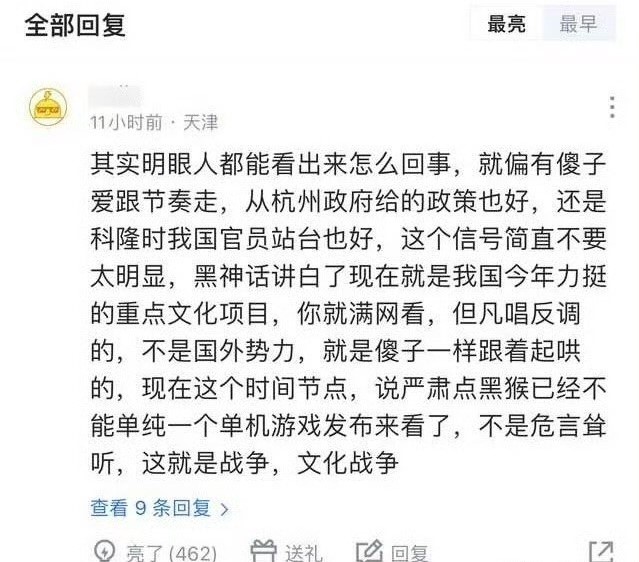 全部回复
最亮
最早
11小时前 · 天津
其实明眼人都能看出来怎么回事，就偏有傻子
爱跟节奏走，从杭州政府给的政策也好，还是
科隆时我国官员站台也好，这个信号简直不要
太明显，黑神话讲白了现在就是我国今年力挺
的重点文化项目，你就满网看，但凡唱反调
的，不是国外势力，就是傻子一样跟着起哄
的，现在这个时间节点，说严肃点黑猴已经不
能单纯一个单机游戏发布来看了，不是危言耸
听，这就是战争，文化战争
查看 9 条回复 >
亮了(462)
送礼
回复